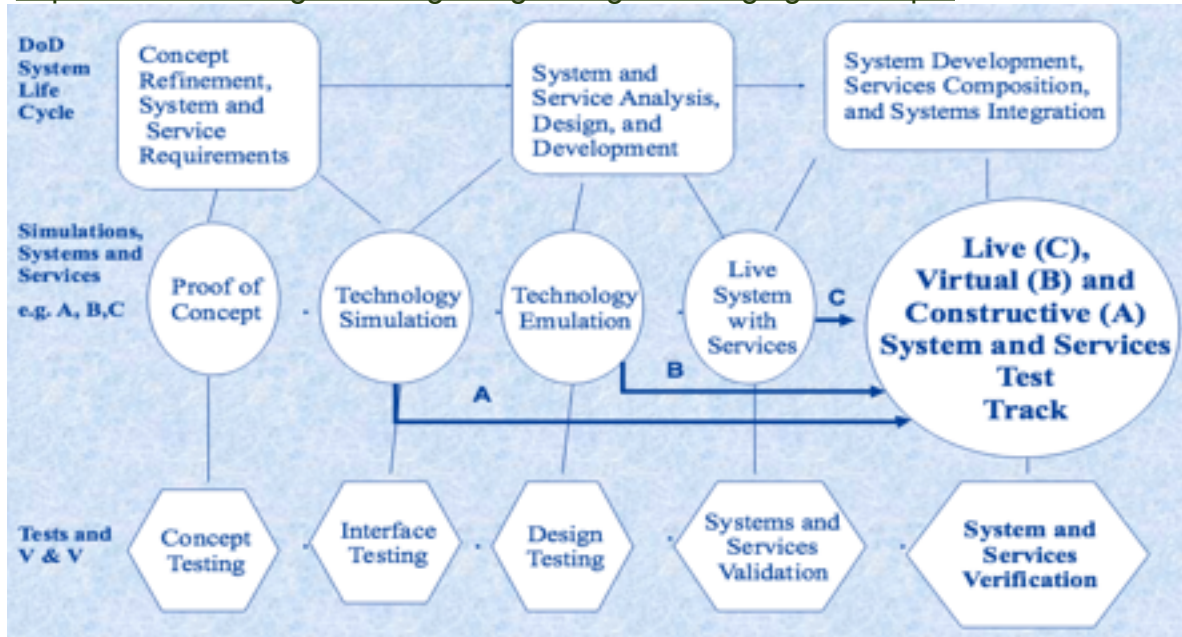 DoD
System
Life
Cycle
Concept
Refinement,
System and
Service
Requirements
System and
Service Analysis,
Design, and
Development
System Development,
Services Composition,
and Systems Integration
Simulations,
Systems and
Services
e.g. A, B,C
Proof of
Concept
Technology
Simulation
Technology
Emulation
Live
System
with
Services
C
B
A
Live (C),
Virtual (B) and
Constructive (A)
System and Services
Test
Track
Tests and
V & V
Concept
Testing
Interface
Testing
Design
Testing
Systems and
Services
Validation
System and
Services
Verification